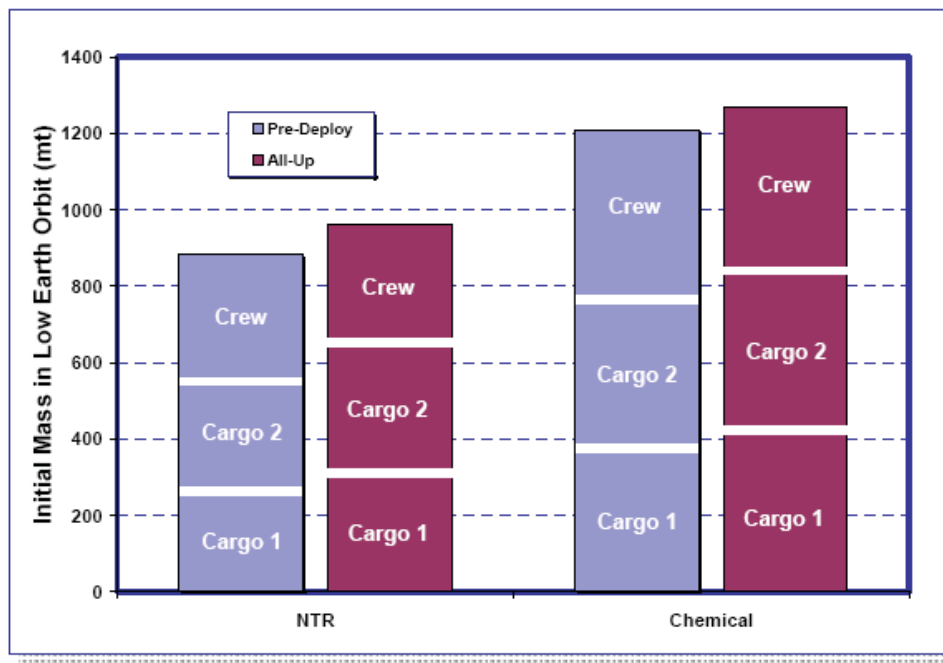 Initial Mass in Low Earth Orbit (mt)
1400
1200
1000
800
600
400
200
0
Pre-Deploy
All-Up
Crew
Cargo 2
Cargo 1
Crew
Cargo 2
Cargo 1
Crew
Cargo 2
Cargo 1
Crew
Cargo 2
Cargo 1
NTR
Chemical